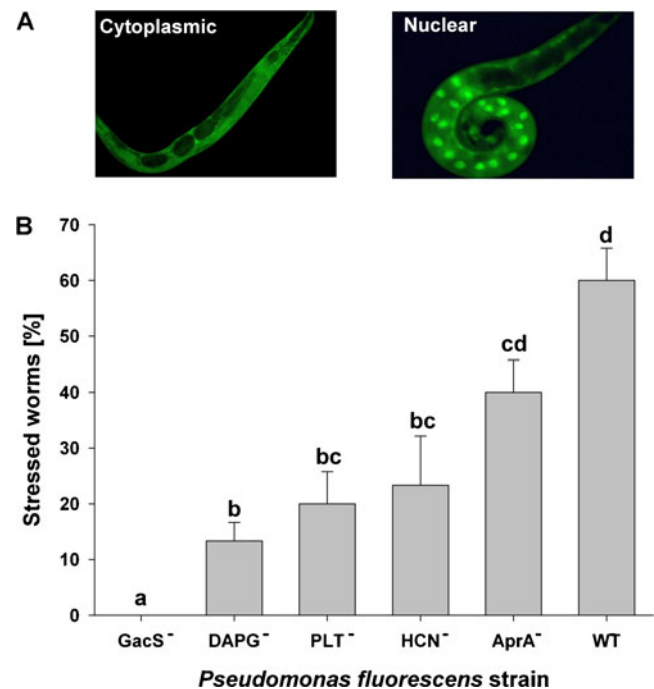 A
Cytoplasmic
Nuclear
B
70
60
50
40
30
20
10
0
Stressed worms [%]
a
b
bc
bc
cd
d
GacS⁻ DAPG⁻ PLT⁻ HCN⁻ AprA⁻ WT
Pseudomonas fluorescens strain